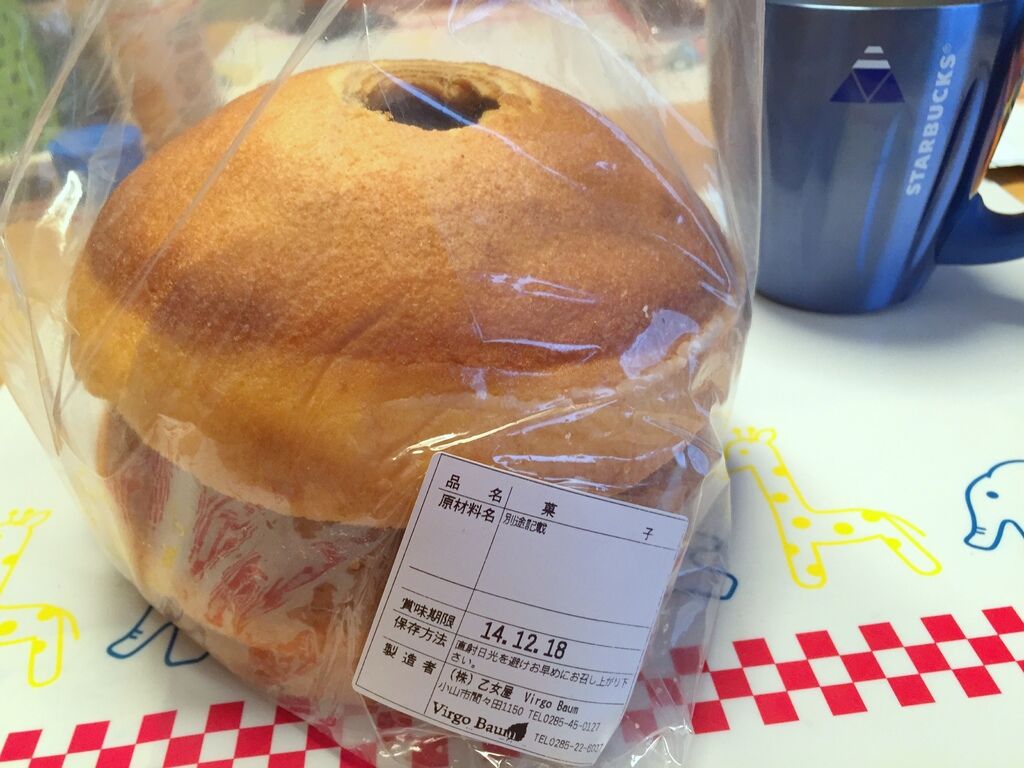 STARBUCKS®
品 名 菓 子
原材料名 別途記載
賞味期限 14.12.18
保存方法 直射日光を避けお早めにお召し上がり下さい。
製造者 (株)乙女屋 Virgo Baum
小山市間々田1150 TEL0285-45-0127
Virgo Baum TEL0285-22-